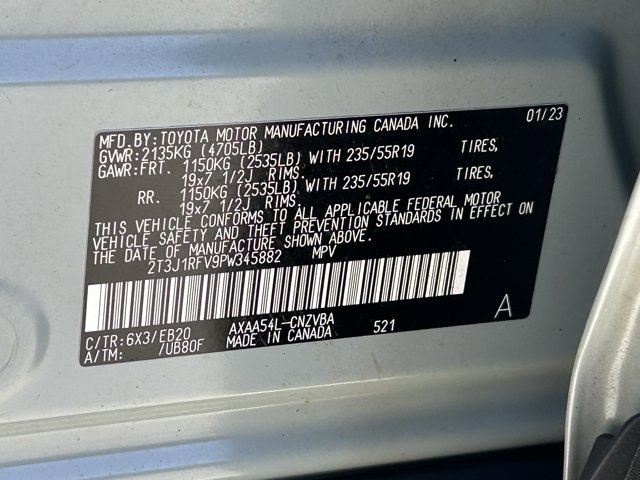 MFD.BY:TOYOTA MOTOR MANUFACTURING CANADA INC. 01/23
GVWR:2135KG (4705LB)
GAWR:FRT. 1150KG (2535LB) WITH 235/55R19 TIRES,
19x7 1/2J RIMS.
RR. 1150KG (2535LB) WITH 235/55R19 TIRES,
19x7 1/2J RIMS.
THIS VEHICLE CONFORMS TO ALL APPLICABLE FEDERAL MOTOR
VEHICLE SAFETY AND THEFT PREVENTION STANDARDS IN EFFECT ON
THE DATE OF MANUFACTURE SHOWN ABOVE.
2T3J1RFV9PW345882 MPV
C/TR:6X3/EB20 AXAA54L-CNZVBA 521 A
A/TM: /UB80F MADE IN CANADA